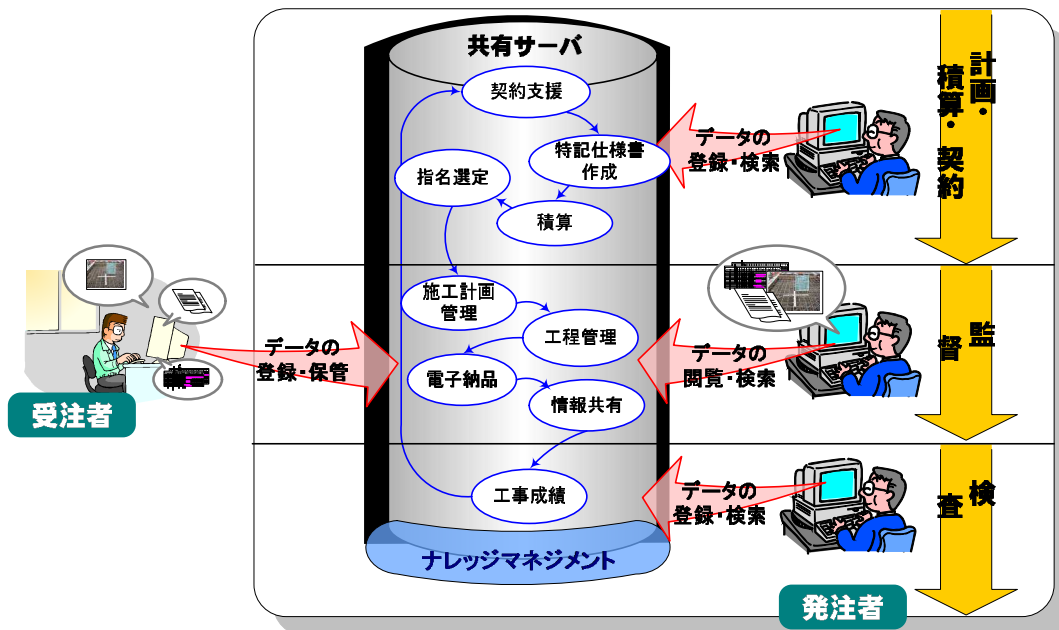 共有サーバ
契約支援
特記仕様書
作成
指名選定
積算
データの
登録・検索
計画・
積算・契約
施工計画
管理
工程管理
電子納品
情報共有
データの
登録・保管
受注者
データの
閲覧・検索
監
督
工事成績
データの
登録・検索
検
査
ナレッジマネジメント
発注者